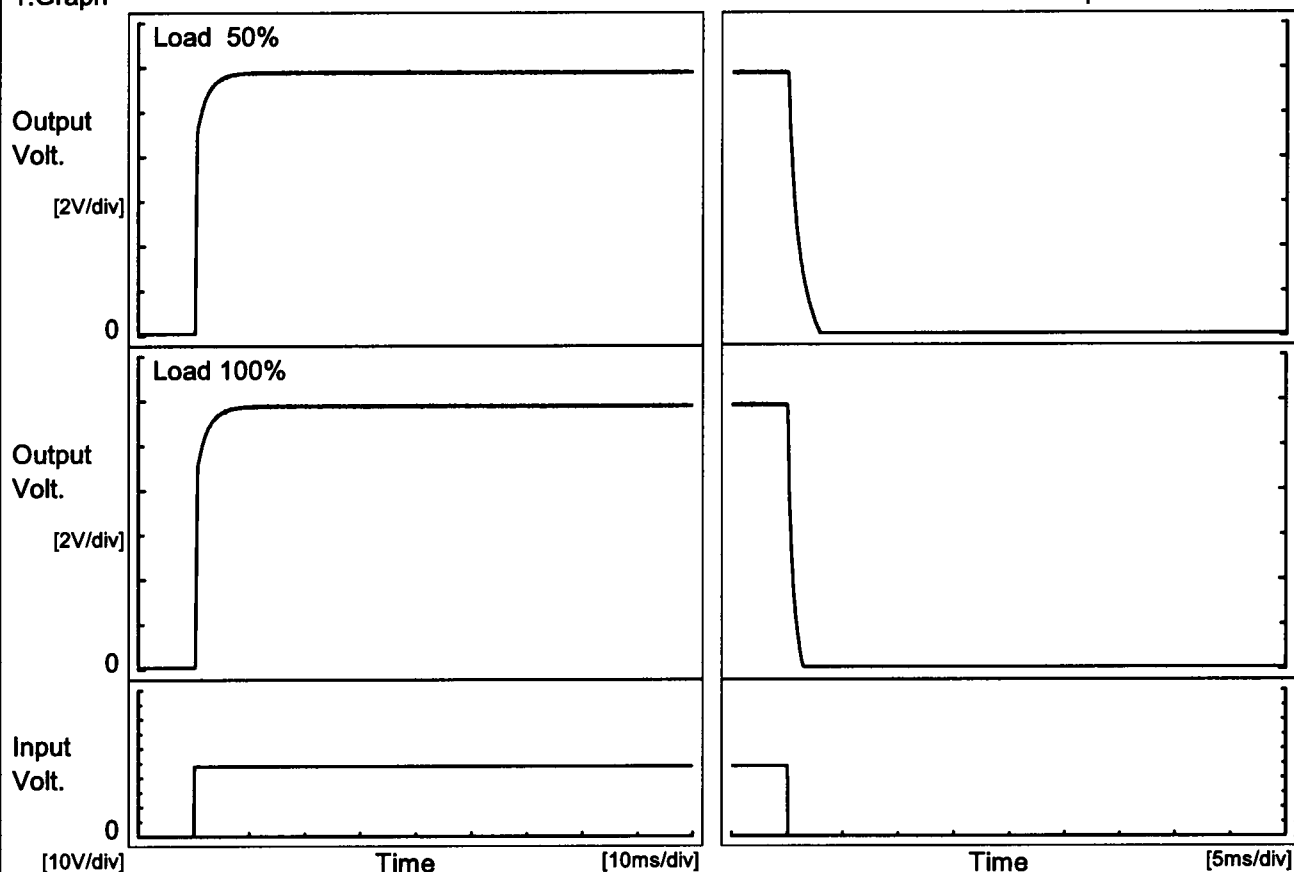 1.Graph
Load 50%
Output
Volt.
[2V/div]
0
Load 100%
Output
Volt.
[2V/div]
0
Input
Volt.
0
[10V/div]
Time
[10ms/div]
Time
[5ms/div]